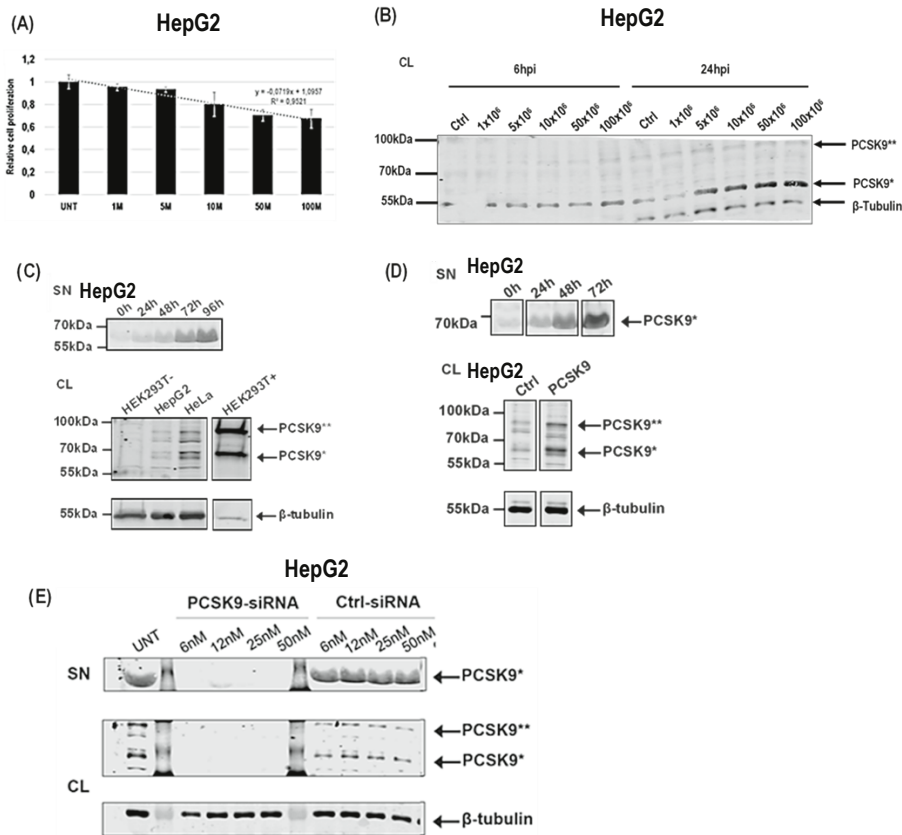 (A)
HepG2
Relative cell proliferation
1,2
1
0,8
0,6
0,4
0,2
0
y = -0,0719x + 1,0957
R² = 0,9521
UNT 1M 5M 10M 50M 100M
(B)
HepG2
CL
6hpi 24hpi
Ctrl 1x10⁶ 5x10⁶ 10x10⁶ 50x10⁶ 100x10⁶ Ctrl 1x10⁶ 5x10⁶ 10x10⁶ 50x10⁶ 100x10⁶
100kDa PCSK9**
70kDa PCSK9*
55kDa β-Tubulin
(C)
SN HepG2
0h 24h 48h 72h 96h
70kDa
55kDa
CL
HEK293T- HepG2 HeLa HEK293T+
100kDa PCSK9**
70kDa PCSK9*
55kDa
55kDa β-tubulin
(D)
SN HepG2
0h 24h 48h 72h
70kDa PCSK9*
CL HepG2
Ctrl PCSK9
100kDa PCSK9**
70kDa PCSK9*
55kDa
55kDa β-tubulin
HepG2
(E)
PCSK9-siRNA Ctrl-siRNA
UNT 6nM 12nM 25nM 50nM 6nM 12nM 25nM 50nM
SN PCSK9*
PCSK9**
PCSK9*
CL
β-tubulin